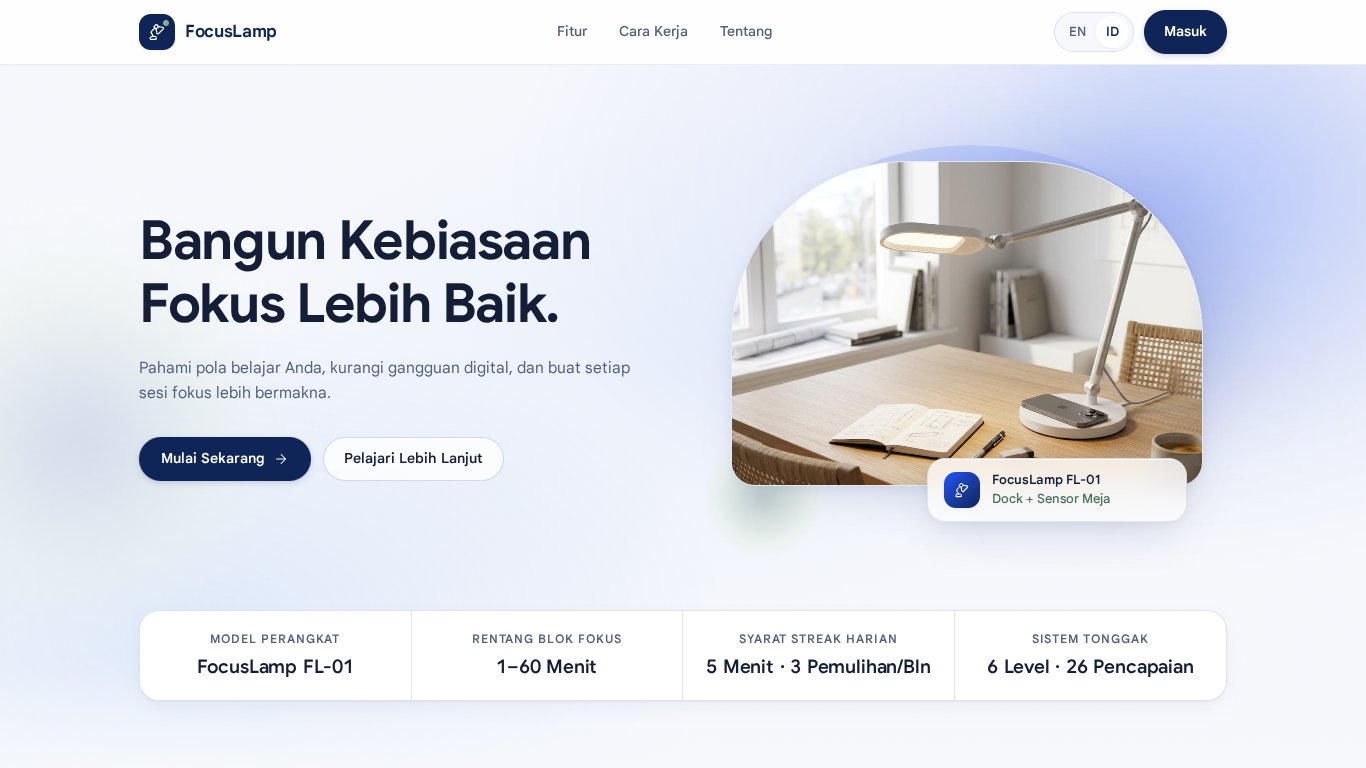 FocusLamp
Fitur
Cara Kerja
Tentang
EN
ID
Masuk
Bangun Kebiasaan
Fokus Lebih Baik.
Pahami pola belajar Anda, kurangi gangguan digital, dan buat setiap
sesi fokus lebih bermakna.
Mulai Sekarang →
Pelajari Lebih Lanjut
FocusLamp FL-01
Dock + Sensor Meja
MODEL PERANGKAT
FocusLamp FL-01
RENTANG BLOK FOKUS
1–60 Menit
SYARAT STREAK HARIAN
5 Menit · 3 Pemulihan/Bln
SISTEM TONGGAK
6 Level · 26 Pencapaian